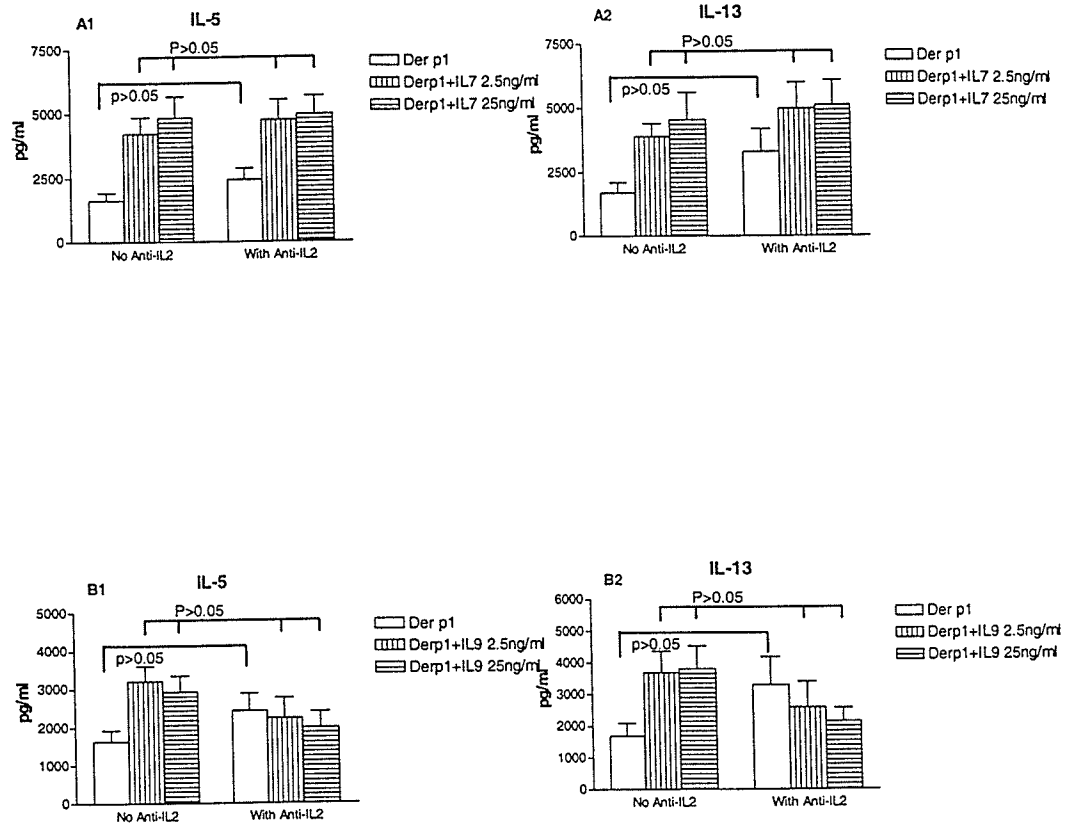 A1
IL-5
7500
5000
2500
0
pg/ml
P>0.05
p>0.05
No Anti-IL2
With Anti-IL2
Der p1
Derp1+IL7 2.5ng/ml
Derp1+IL7 25ng/ml
A2
IL-13
7500
5000
2500
0
pg/ml
P>0.05
p>0.05
No Anti-IL2
With Anti-IL2
Der p1
Derp1+IL7 2.5ng/ml
Derp1+IL7 25ng/ml
B1
IL-5
5000
4000
3000
2000
1000
0
pg/ml
P>0.05
p>0.05
No Anti-IL2
With Anti-IL2
Der p1
Derp1+IL9 2.5ng/ml
Derp1+IL9 25ng/ml
B2
IL-13
6000
5000
4000
3000
2000
1000
0
pg/ml
P>0.05
p>0.05
No Anti-IL2
With Anti-IL2
Der p1
Derp1+IL9 2.5ng/ml
Derp1+IL9 25ng/ml